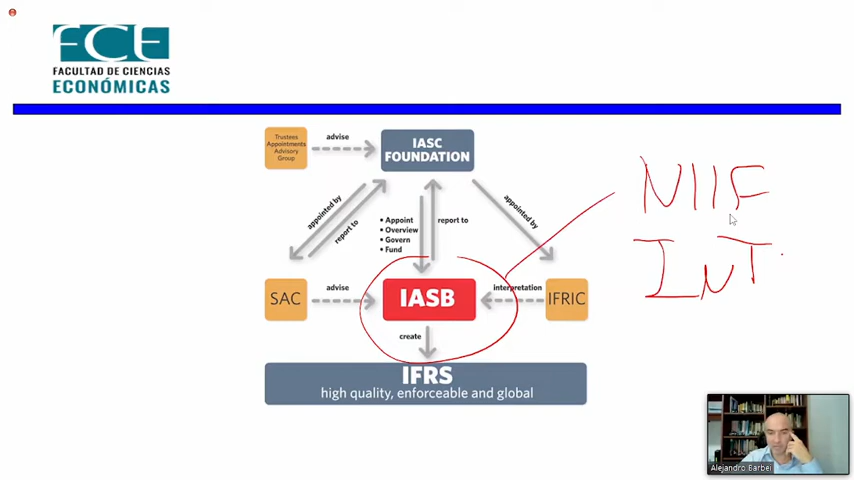 FCE
FACULTAD DE CIENCIAS
ECONÓMICAS
Trustees
Appointments
Advisory
Group
advise
IASC
FOUNDATION
appointed by
report to
• Appoint
• Overview
• Govern
• Fund
report to
appointed by
NIIF
INT
SAC
advise
IASB
interpretation
IFRIC
create
IFRS
high quality, enforceable and global
Alejandro Barbei